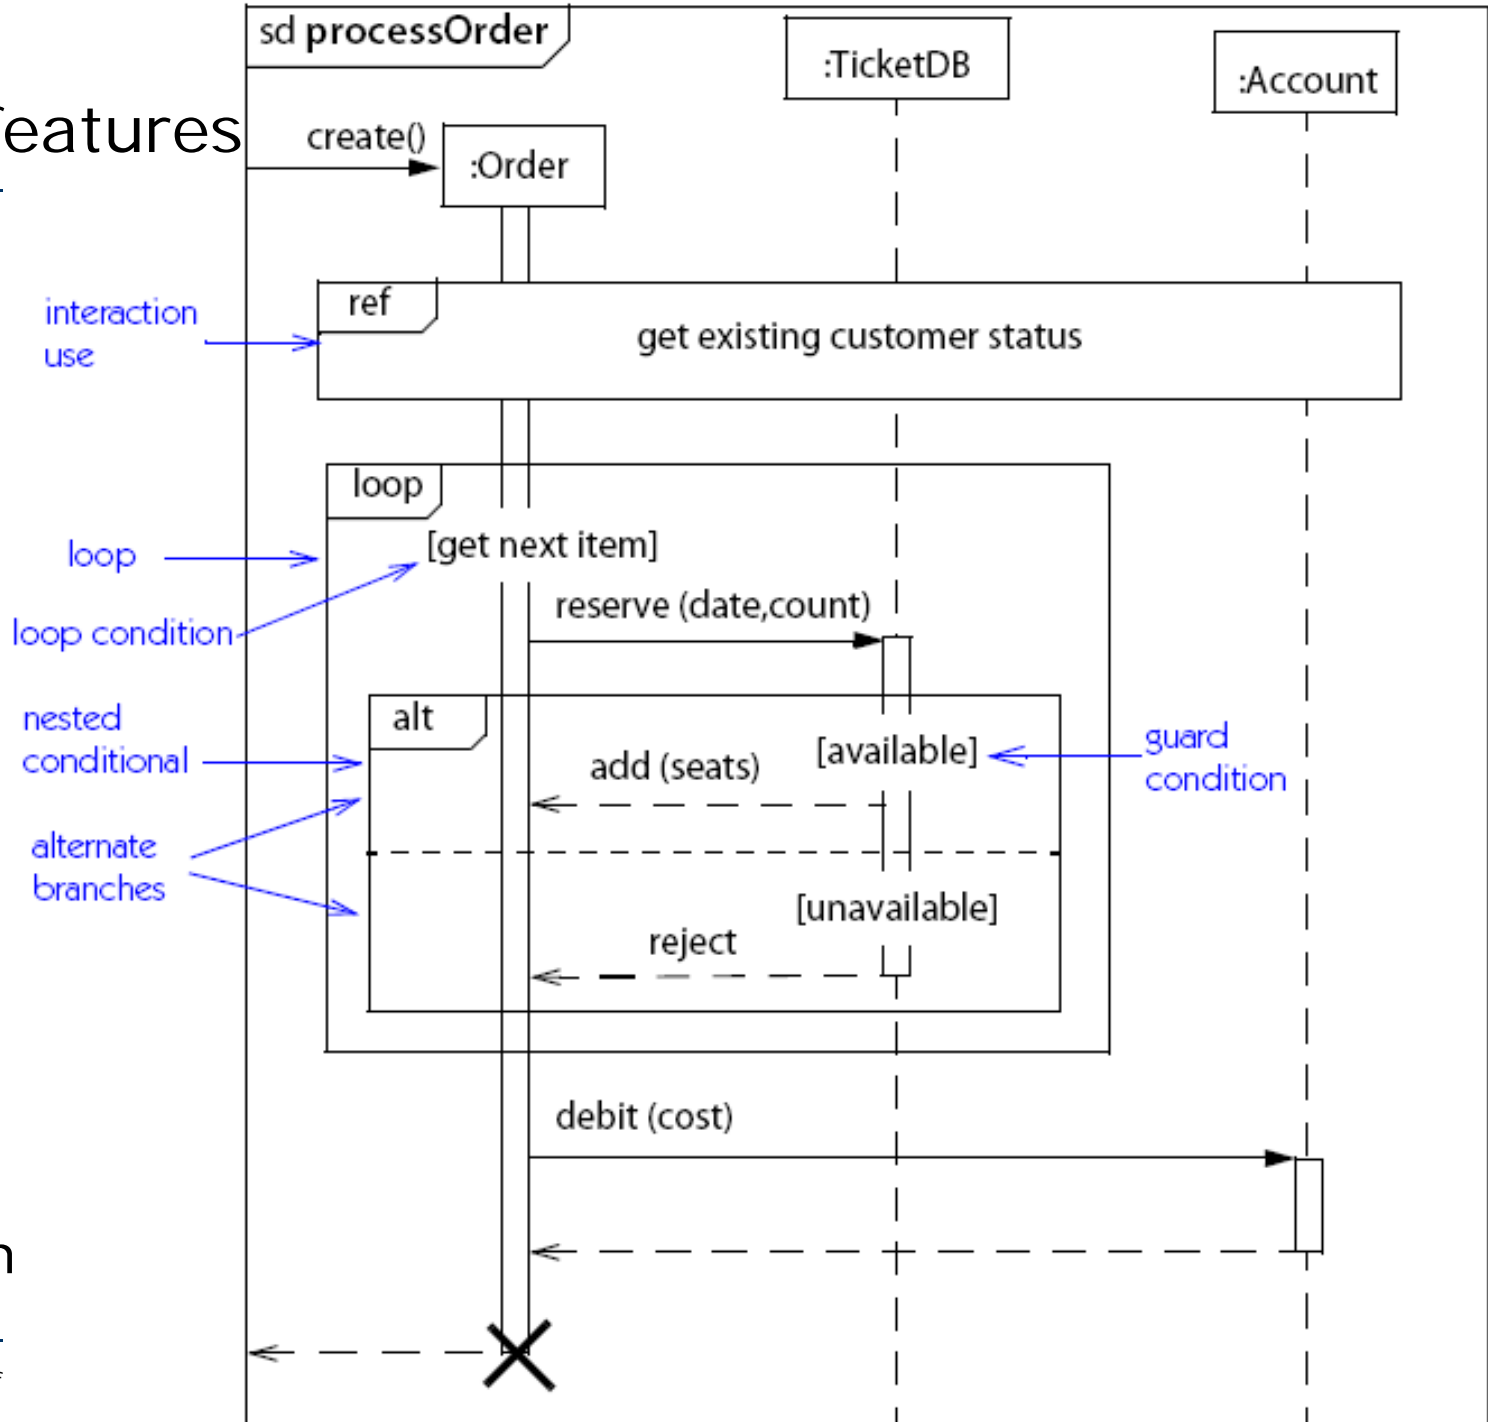 sd processOrder
:TicketDB
:Account
eatures
create()
:Order
interaction
use
ref
get existing customer status
loop
[get next item]
loop
loop condition
reserve (date,count)
nested
conditional
alt
add (seats)
[available]
guard
condition
alternate
branches
[unavailable]
reject
debit (cost)
n